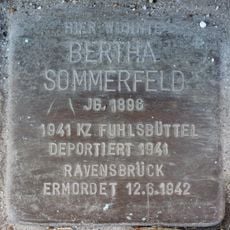 HIER WOHNTE
BERTHA
SOMMERFELD
JG. 1898
1941 KZ FUHLSBÜTTEL
DEPORTIERT 1941
RAVENSBRÜCK
ERMORDET 12.6.1942